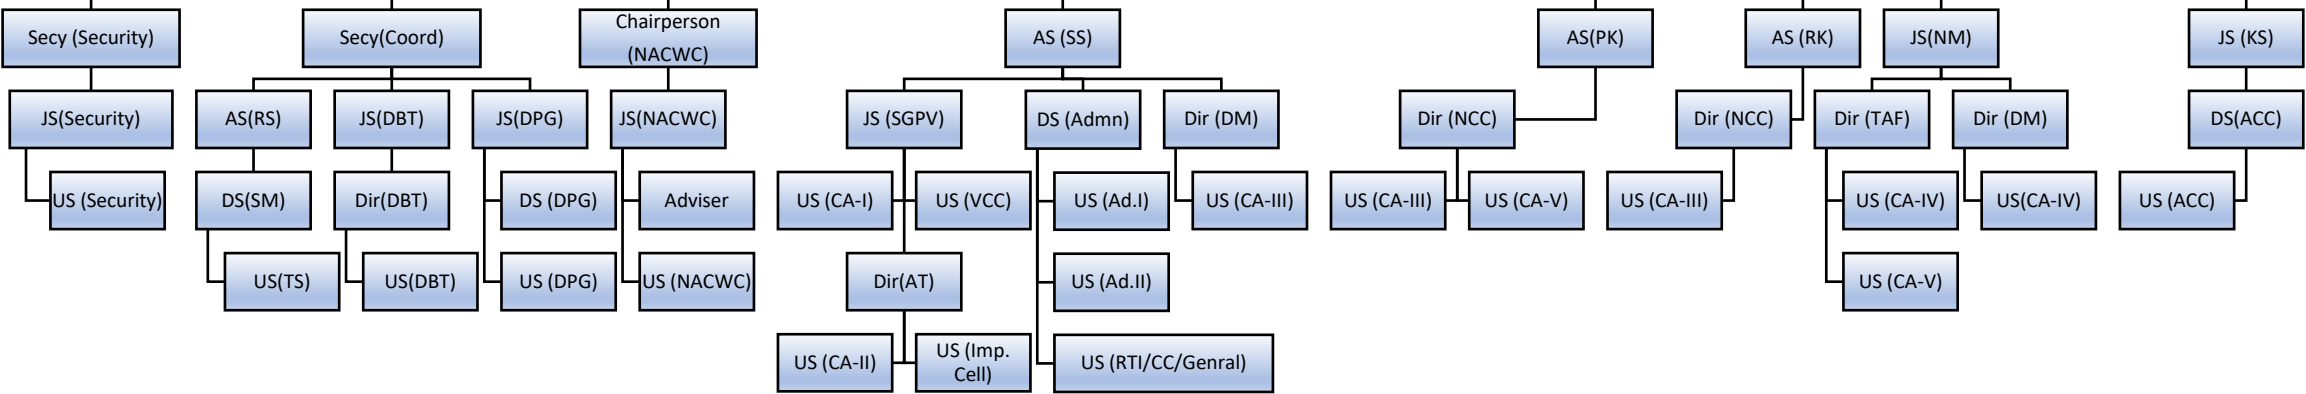 Secy (Security)
Secy(Coord)
Chairperson
(NACWC)
AS (SS)
AS(PK)
AS (RK)
JS(NM)
JS (KS)
JS(Security)
AS(RS)
JS(DBT)
JS(DPG)
JS(NACWC)
JS (SGPV)
DS (Admn)
Dir (DM)
Dir (NCC)
Dir (NCC)
Dir (TAF)
Dir (DM)
DS(ACC)
US (Security)
DS(SM)
Dir(DBT)
DS (DPG)
Adviser
US (CA-I)
US (VCC)
US (Ad.I)
US (CA-III)
US (CA-III)
US (CA-V)
US (CA-III)
US (CA-IV)
US(CA-IV)
US (ACC)
US(TS)
US(DBT)
US (DPG)
US (NACWC)
Dir(AT)
US (Ad.II)
US (CA-V)
US (CA-II)
US (Imp.
Cell)
US (RTI/CC/Genral)